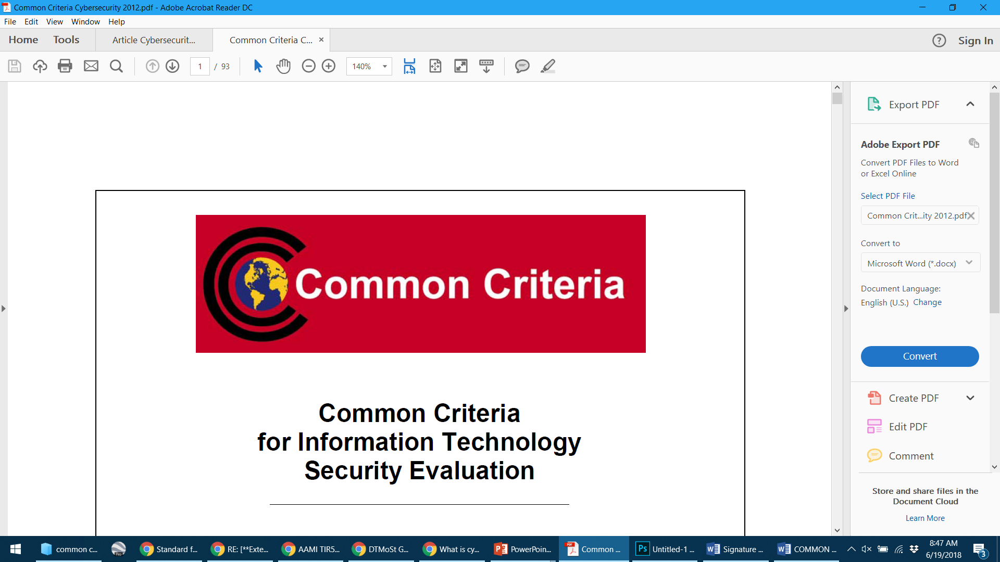 Common Criteria Cybersecurity 2012.pdf - Adobe Acrobat Reader DC
File Edit View Window Help
Home Tools Article Cybersecurit... Common Criteria C... × ? Sign In
1 / 93 140%
Export PDF
Adobe Export PDF
Convert PDF Files to Word
or Excel Online
Select PDF File
Common Crit...ity 2012.pdf
Convert to
Microsoft Word (*.docx)
Document Language:
English (U.S.) Change
Convert
Create PDF
Edit PDF
Comment
Store and share files in the
Document Cloud
Learn More
Common Criteria
Common Criteria
for Information Technology
Security Evaluation
common c...
Pro
Standard f...
RE: [**Exte...
AAMI TIR5...
DTMoSt G...
What is cy...
PowerPoin...
PDF
Common ...
Ps Untitled-1 ...
W Signature ...
W COMMON ...
8:47 AM
6/19/2018
3